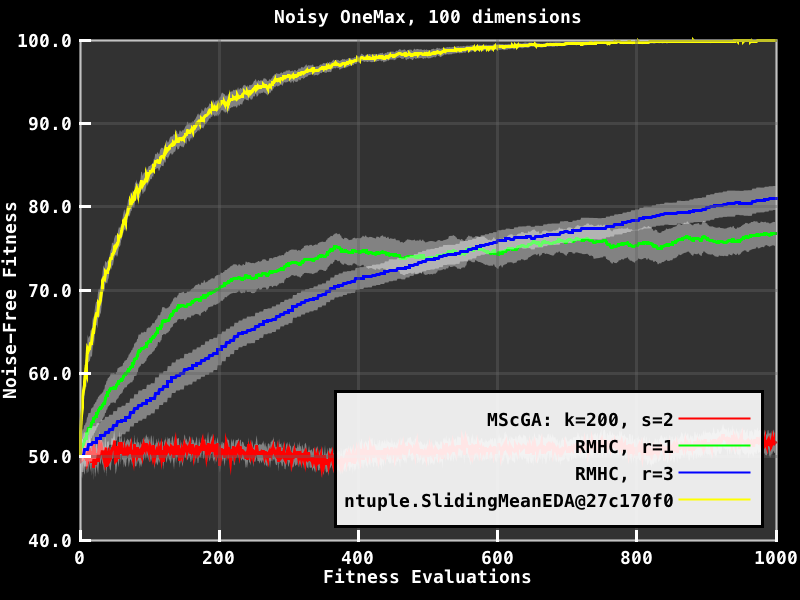 Noisy OneMax, 100 dimensions
100.0
90.0
80.0
70.0
60.0
50.0
40.0
Noise-Free Fitness
MScGA: k=200, s=2
RMHC, r=1
RMHC, r=3
ntuple.SlidingMeanEDA@27c170f0
0 200 400 600 800 1000
Fitness Evaluations